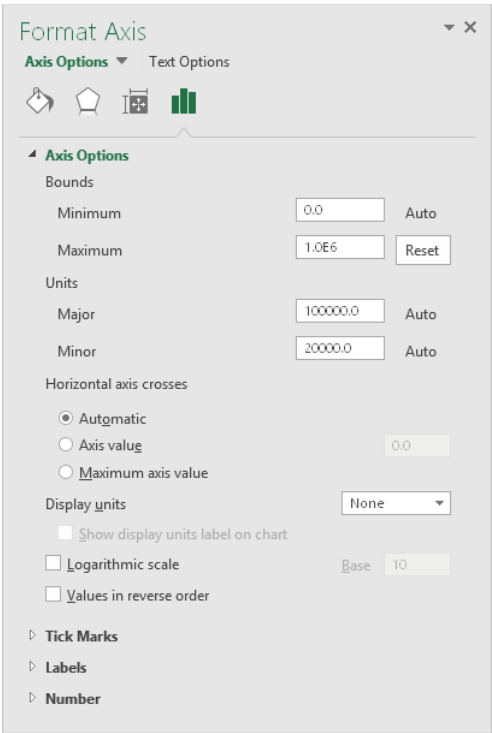 Format Axis
Axis Options Text Options
Axis Options
Bounds
Minimum 0.0 Auto
Maximum 1.0E6 Reset
Units
Major 100000.0 Auto
Minor 20000.0 Auto
Horizontal axis crosses
Automatic
Axis value 0.0
Maximum axis value
Display units None
Show display units label on chart
Logarithmic scale Base 10
Values in reverse order
Tick Marks
Labels
Number